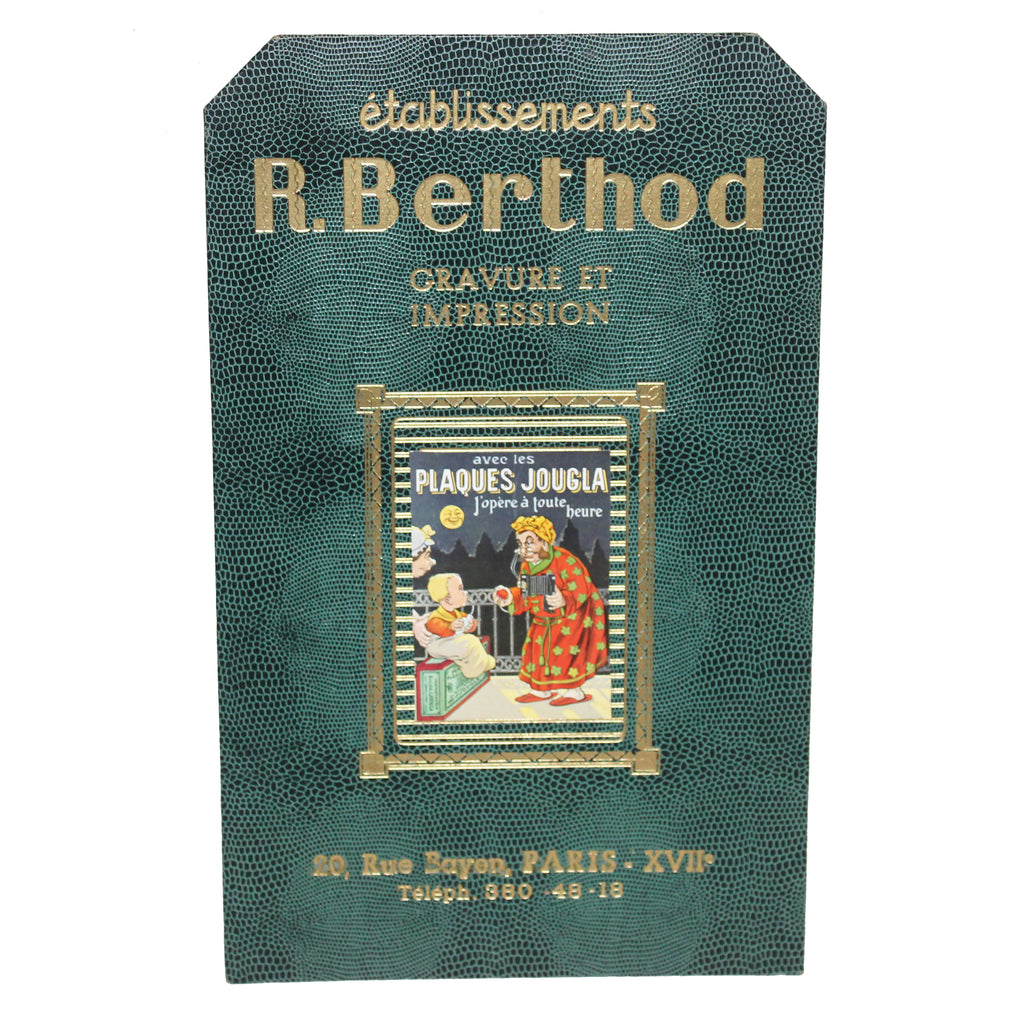 établissements
R. Berthod
GRAVURE ET
IMPRESSION
avec les
PLAQUES JOUGLA
j'opère à toute
heure
20, Rue Bayen, PARIS - XVIIe
Téléph. 380 -48 -18